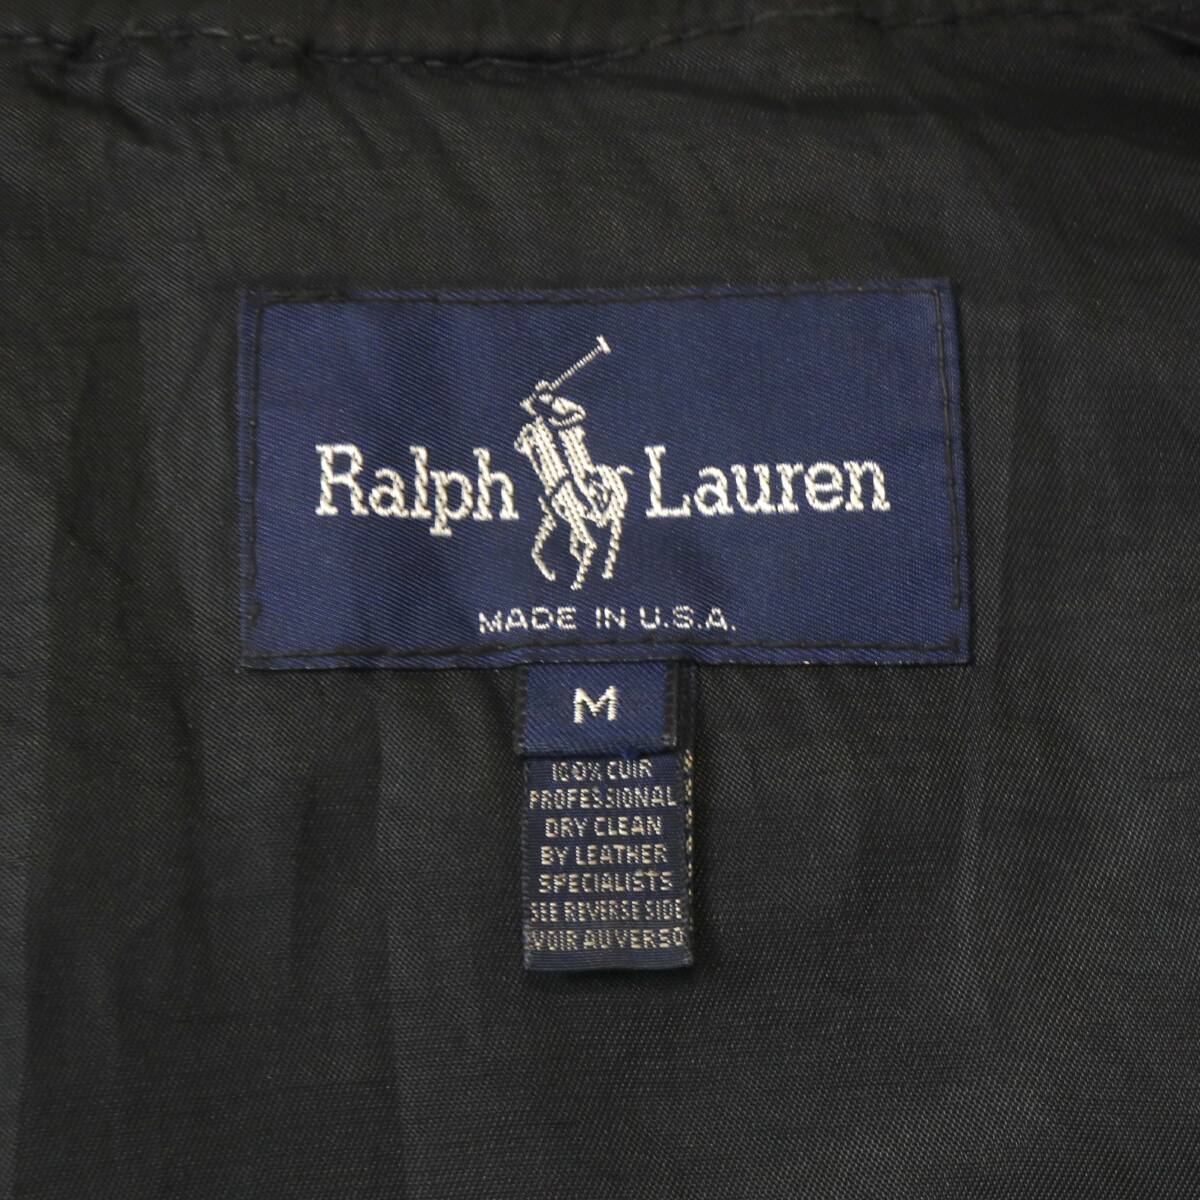 Ralph Lauren
MADE IN U.S.A.
M
100% CUIR
PROFESSIONAL
DRY CLEAN
BY LEATHER
SPECIALISTS
SEE REVERSE SIDE
VOIR AU VERSO